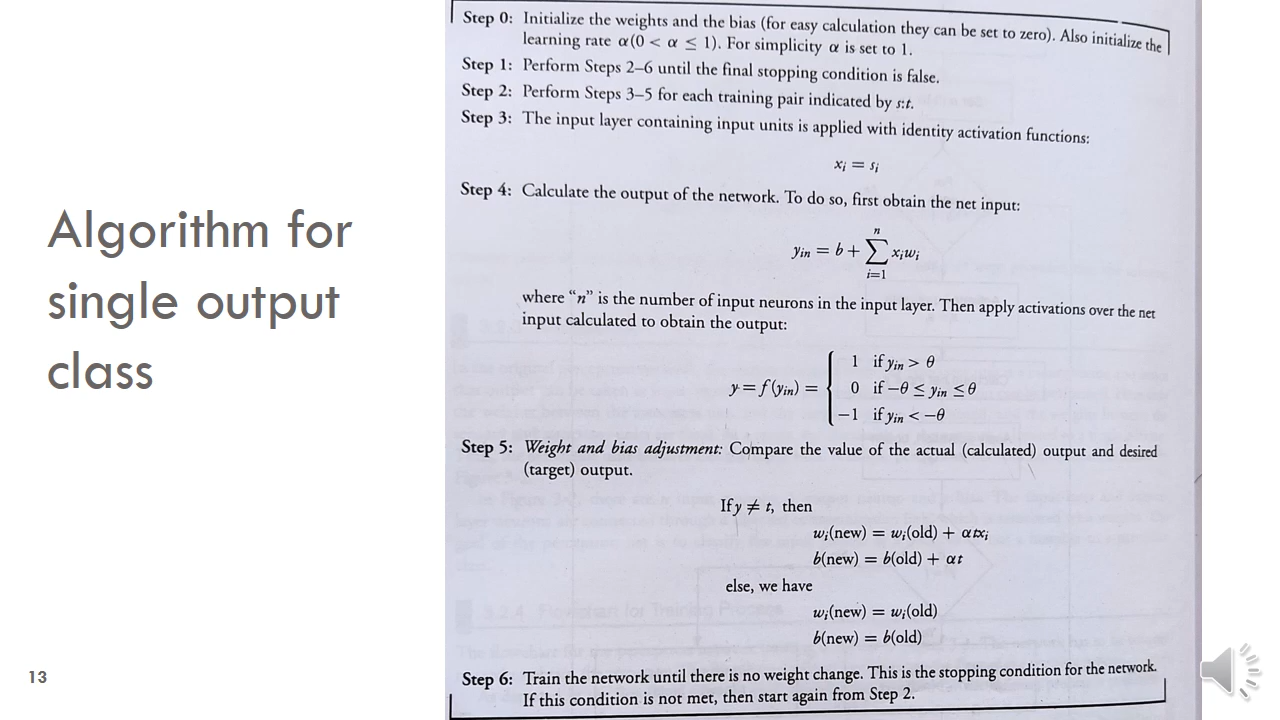 Algorithm for
single output
class
13
Step 0: Initialize the weights and the bias (for easy calculation they can be set to zero). Also initialize the
learning rate α(0 < α ≤ 1). For simplicity α is set to 1.
Step 1: Perform Steps 2–6 until the final stopping condition is false.
Step 2: Perform Steps 3–5 for each training pair indicated by s:t.
Step 3: The input layer containing input units is applied with identity activation functions:
xᵢ = sᵢ
Step 4: Calculate the output of the network. To do so, first obtain the net input:
n
y_in = b + ∑ xᵢwᵢ
i=1
where “n” is the number of input neurons in the input layer. Then apply activations over the net
input calculated to obtain the output:
1 if y_in > θ
y = f(y_in) = { 0 if −θ ≤ y_in ≤ θ
−1 if y_in < −θ
Step 5: Weight and bias adjustment: Compare the value of the actual (calculated) output and desired
(target) output.
If y ≠ t, then
wᵢ(new) = wᵢ(old) + αtxᵢ
b(new) = b(old) + αt
else, we have
wᵢ(new) = wᵢ(old)
b(new) = b(old)
Step 6: Train the network until there is no weight change. This is the stopping condition for the network.
If this condition is not met, then start again from Step 2.